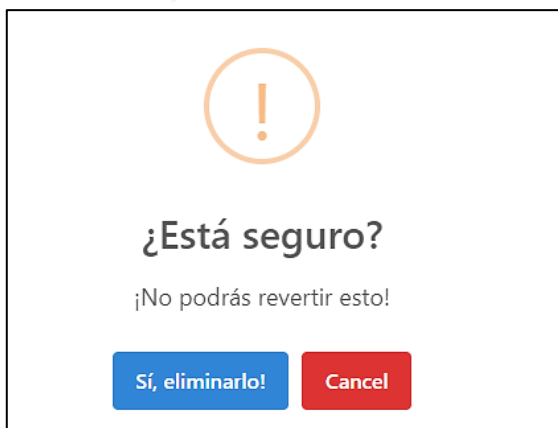 ¿Está seguro?
¡No podrás revertir esto!
Sí, eliminarlo!
Cancel